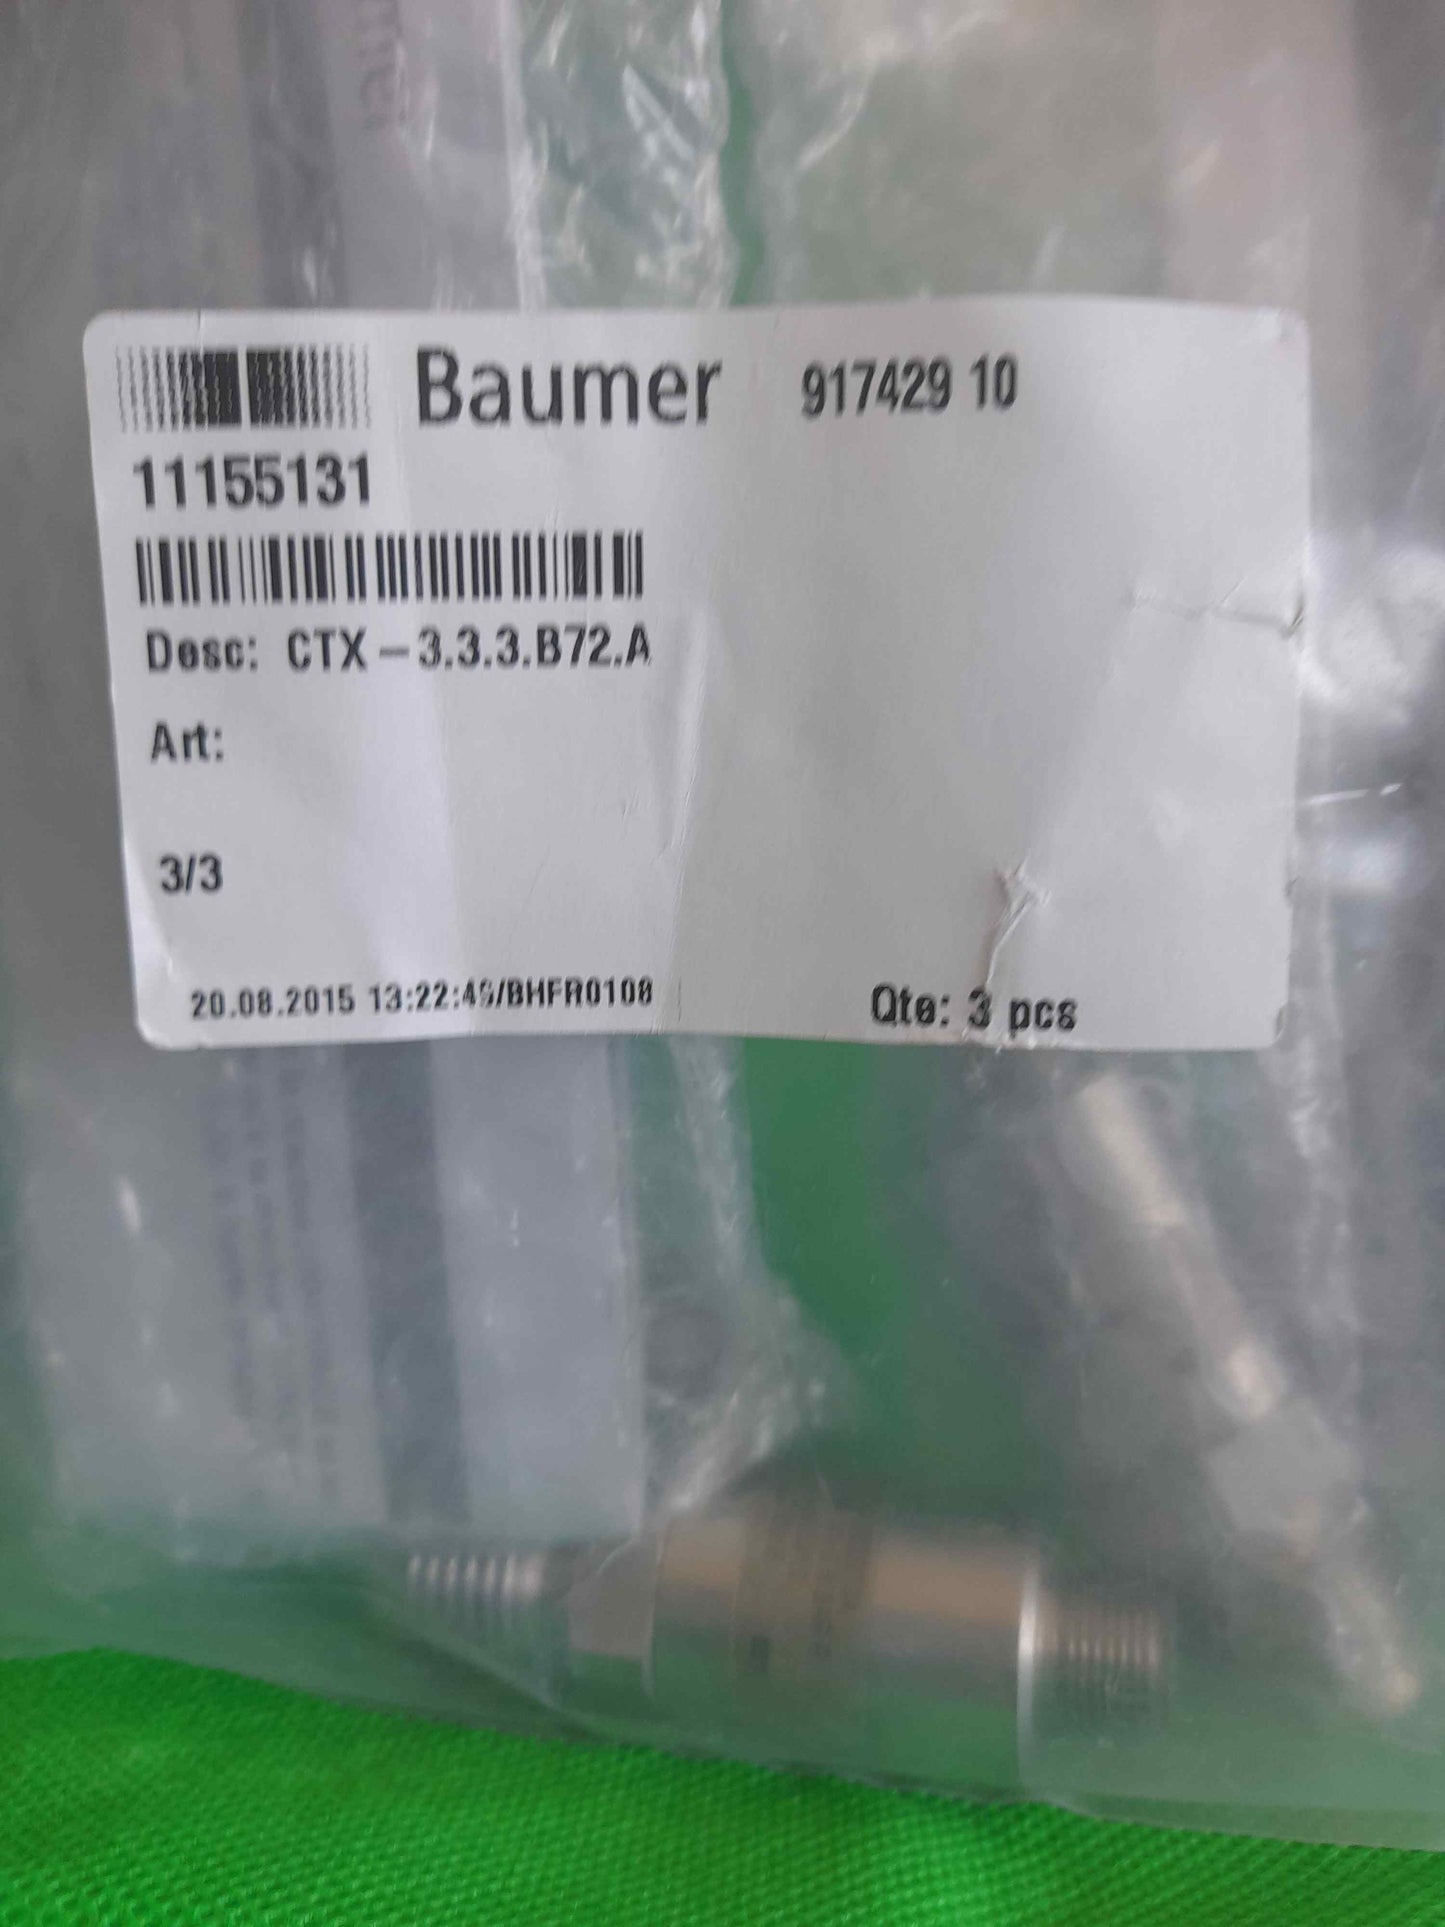 Baumer 917429 10
11155131
Desc: CTX-3.3.3.B72.A
Art:
3/3
20.08.2015 13:22:49/BHFR0108
Qte: 3 pcs